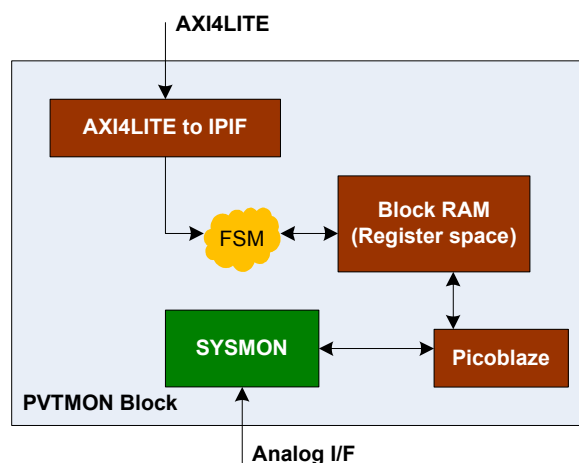 AXI4LITE
AXI4LITE to IPIF
Block RAM
(Register space)
FSM
SYSMON
Picoblaze
PVTMON Block
Analog I/F